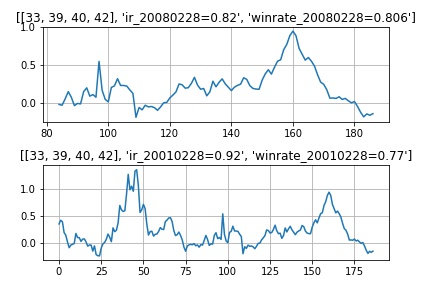 [[33, 39, 40, 42], 'ir_20080228=0.82', 'winrate_20080228=0.806']
1.0
0.5
0.0
80 100 120 140 160 180
[[33, 39, 40, 42], 'ir_20010228=0.92', 'winrate_20010228=0.77']
1.0
0.5
0.0
0 25 50 75 100 125 150 175